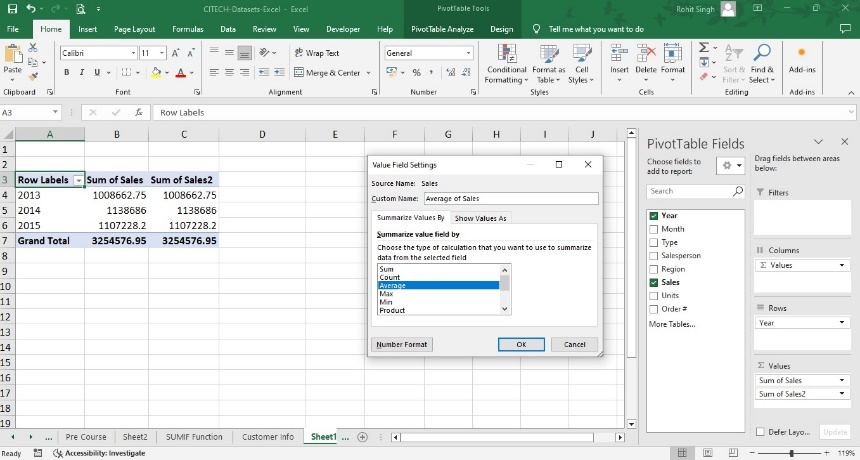 CITECH-Datasets-Excel - Excel
PivotTable Tools
Rohit Singh
File Home Insert Page Layout Formulas Data Review View Developer Help PivotTable Analyze Design Tell me what you want to do
Calibri 11 A A Wrap Text General
Paste B I U A Merge & Center % Conditional Formatting Format as Table Cell Styles Insert Delete Format Sort & Filter Find & Select Add-ins
Clipboard Font Alignment Number Styles Cells Editing Add-ins
A3 fx Row Labels
A B C D E F G H I J
1
2
3 Row Labels Sum of Sales Sum of Sales2
4 2013 1008662.75 1008662.75
5 2014 1138686 1138686
6 2015 1107228.2 1107228.2
7 Grand Total 3254576.95 3254576.95
8
9
10
11
12
13
14
15
16
17
18
19
Value Field Settings
Source Name: Sales
Custom Name: Average of Sales
Summarize Values By Show Values As
Summarize value field by
Choose the type of calculation that you want to use to summarize
data from the selected field
Sum
Count
Average
Max
Min
Product
Number Format OK Cancel
PivotTable Fields
Choose fields to
add to report:
Search
Year
Month
Type
Salesperson
Region
Sales
Units
Order #
More Tables...
Drag fields between areas
below:
Filters
Columns
Σ Values
Rows
Year
Σ Values
Sum of Sales
Sum of Sales2
Defer Layo... Update
... Pre Course Sheet2 SUMIF Function Customer Info Sheet1 ...
Ready Accessibility: Investigate 119%